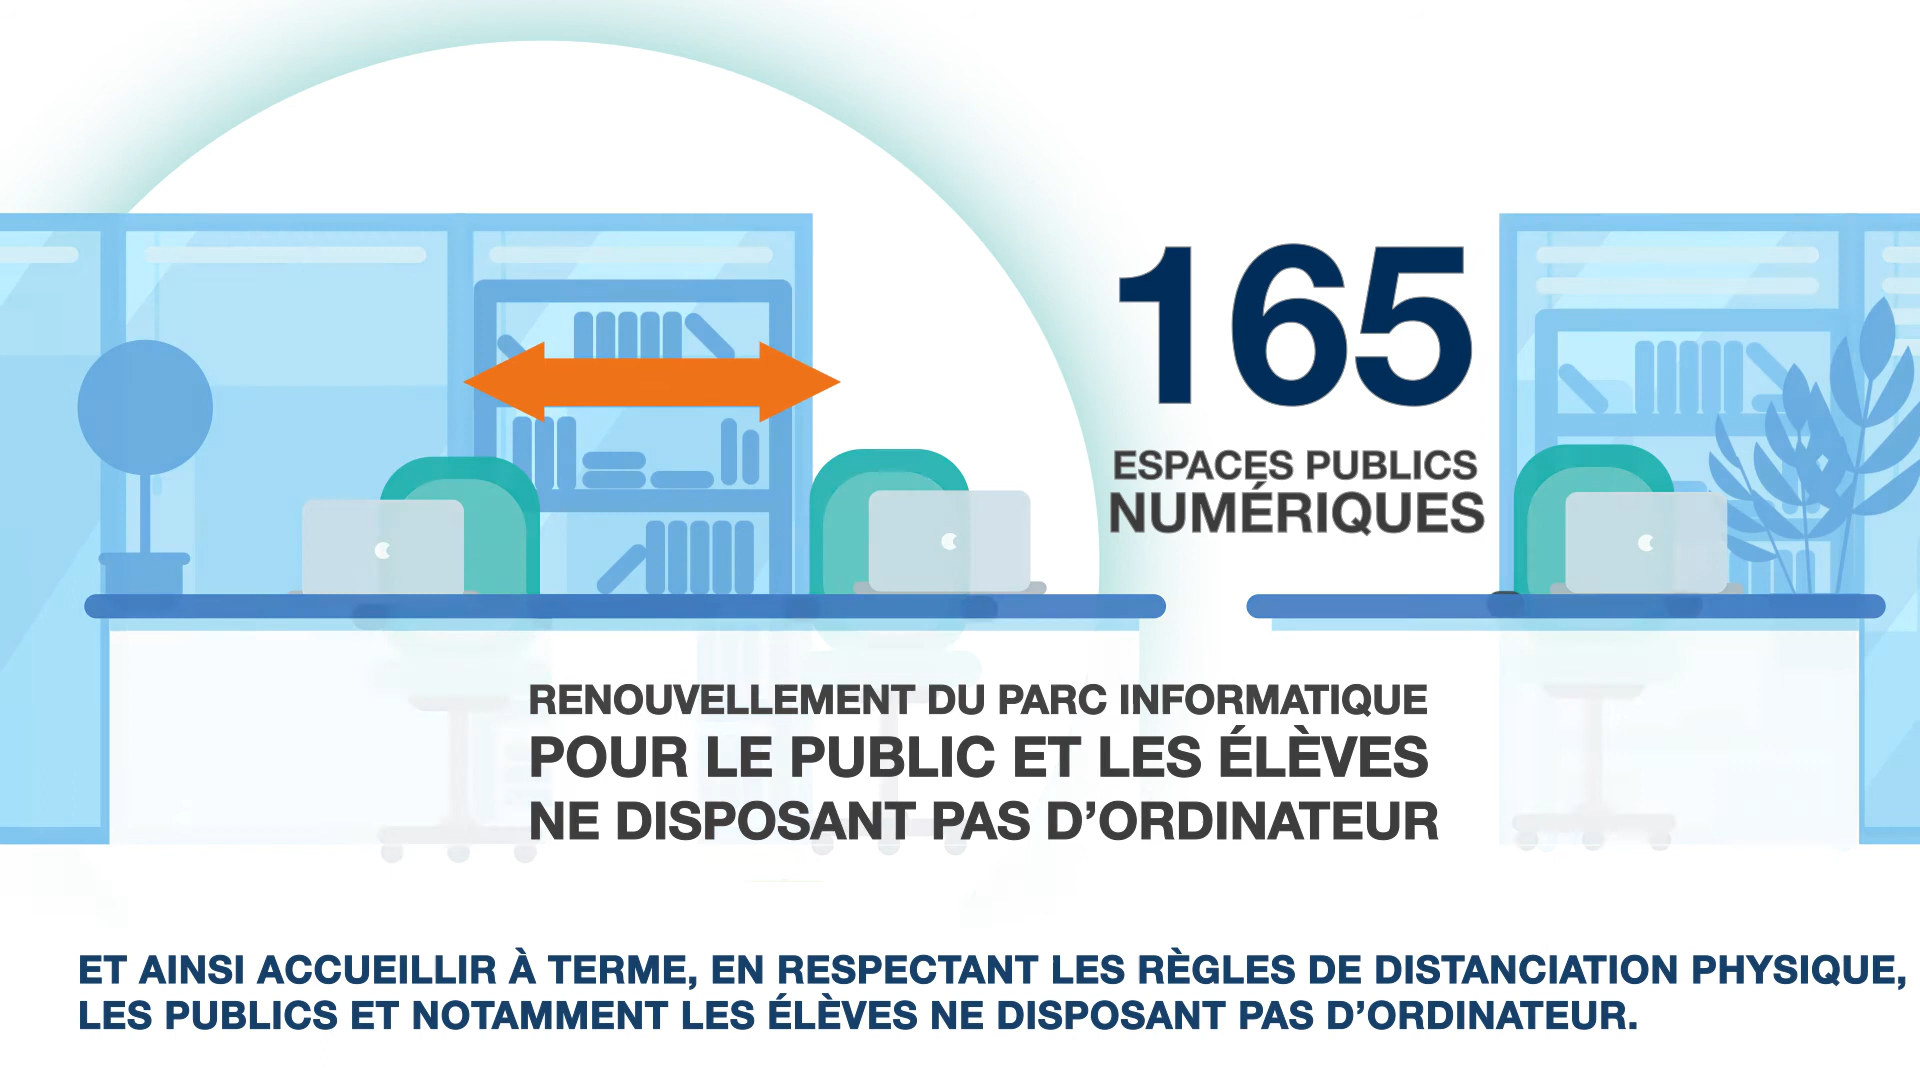 165
ESPACES PUBLICS
NUMÉRIQUES
RENOUVELLEMENT DU PARC INFORMATIQUE
POUR LE PUBLIC ET LES ÉLÈVES
NE DISPOSANT PAS D’ORDINATEUR
ET AINSI ACCUEILLIR À TERME, EN RESPECTANT LES RÈGLES DE DISTANCIATION PHYSIQUE,
LES PUBLICS ET NOTAMMENT LES ÉLÈVES NE DISPOSANT PAS D’ORDINATEUR.